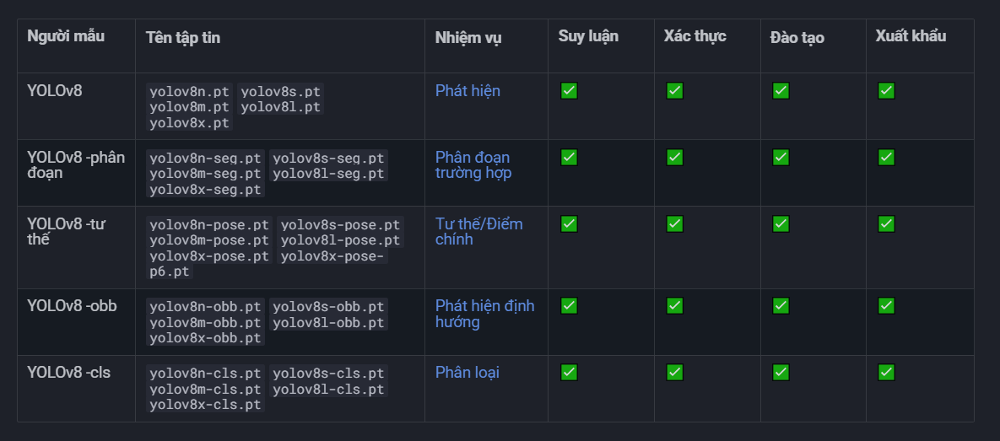 Người mẫu Tên tập tin Nhiệm vụ Suy luận Xác thực Đào tạo Xuất khẩu
YOLOv8 yolov8n.pt yolov8s.pt Phát hiện ✅ ✅ ✅ ✅
yolov8m.pt yolov8l.pt
yolov8x.pt
YOLOv8 -phân yolov8n-seg.pt yolov8s-seg.pt Phân đoạn ✅ ✅ ✅ ✅
đoạn yolov8m-seg.pt yolov8l-seg.pt trường hợp
yolov8x-seg.pt
YOLOv8 -tư yolov8n-pose.pt yolov8s-pose.pt Tư thế/Điểm ✅ ✅ ✅ ✅
thế yolov8m-pose.pt yolov8l-pose.pt chính
yolov8x-pose.pt yolov8x-pose-
p6.pt
YOLOv8 -obb yolov8n-obb.pt yolov8s-obb.pt Phát hiện định ✅ ✅ ✅ ✅
yolov8m-obb.pt yolov8l-obb.pt hướng
yolov8x-obb.pt
YOLOv8 -cls yolov8n-cls.pt yolov8s-cls.pt Phân loại ✅ ✅ ✅ ✅
yolov8m-cls.pt yolov8l-cls.pt
yolov8x-cls.pt